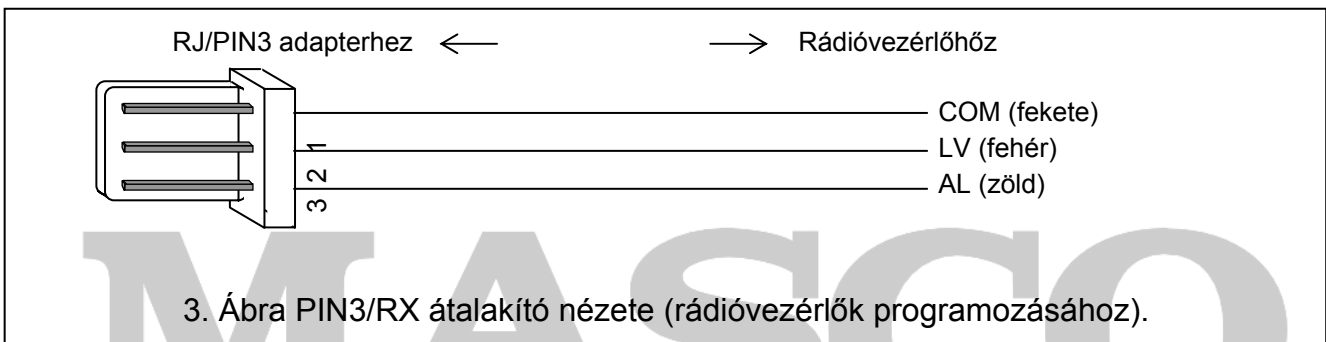 RJ/PIN3 adapterhez ← → Rádióvezérlőhőz
COM (fekete)
1
LV (fehér)
2
AL (zöld)
3
MASCO
3. Ábra PIN3/RX átalakító nézete (rádióvezérlők programozásához).